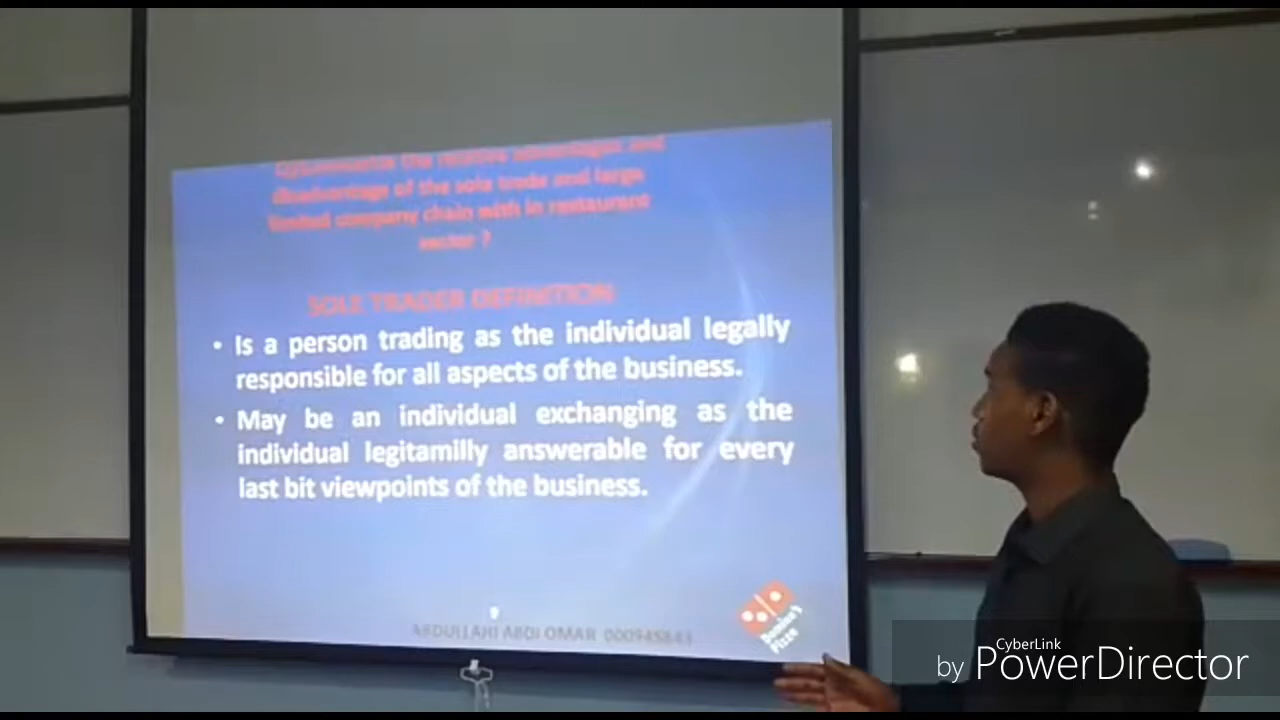 the relative advantages and
disadvantage of the sole trade and large
limited company chain with in restaurant
sector ?
SOLE TRADER DEFINITION
• Is a person trading as the individual legally
responsible for all aspects of the business.
• May be an individual exchanging as the
individual legitamilly answerable for every
last bit viewpoints of the business.
9
ABDULLAHI ABDI OMAR
Domino's
Pizza
CyberLink
by PowerDirector